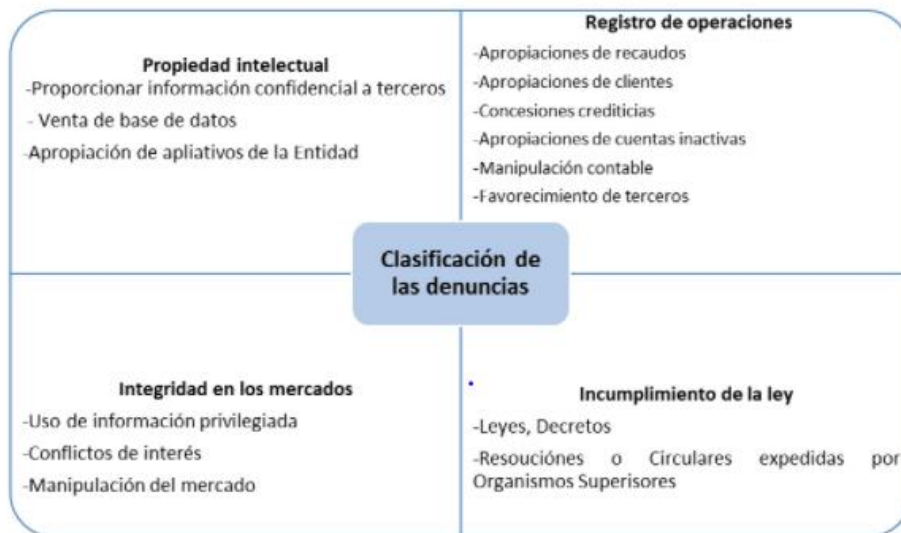 Propiedad intelectual
-Proporcionar información confidencial a terceros
- Venta de base de datos
-Apropiación de apliativos de la Entidad
Registro de operaciones
-Apropiaciones de recaudos
-Apropiaciones de clientes
-Concesiones crediticias
-Apropiaciones de cuentas inactivas
-Manipulación contable
-Favorecimiento de terceros
Clasificación de
las denuncias
Integridad en los mercados
-Uso de información privilegiada
-Conflictos de interés
-Manipulación del mercado
Incumplimiento de la ley
-Leyes, Decretos
-Resouciónes o Circulares expedidas por
Organismos Superisores